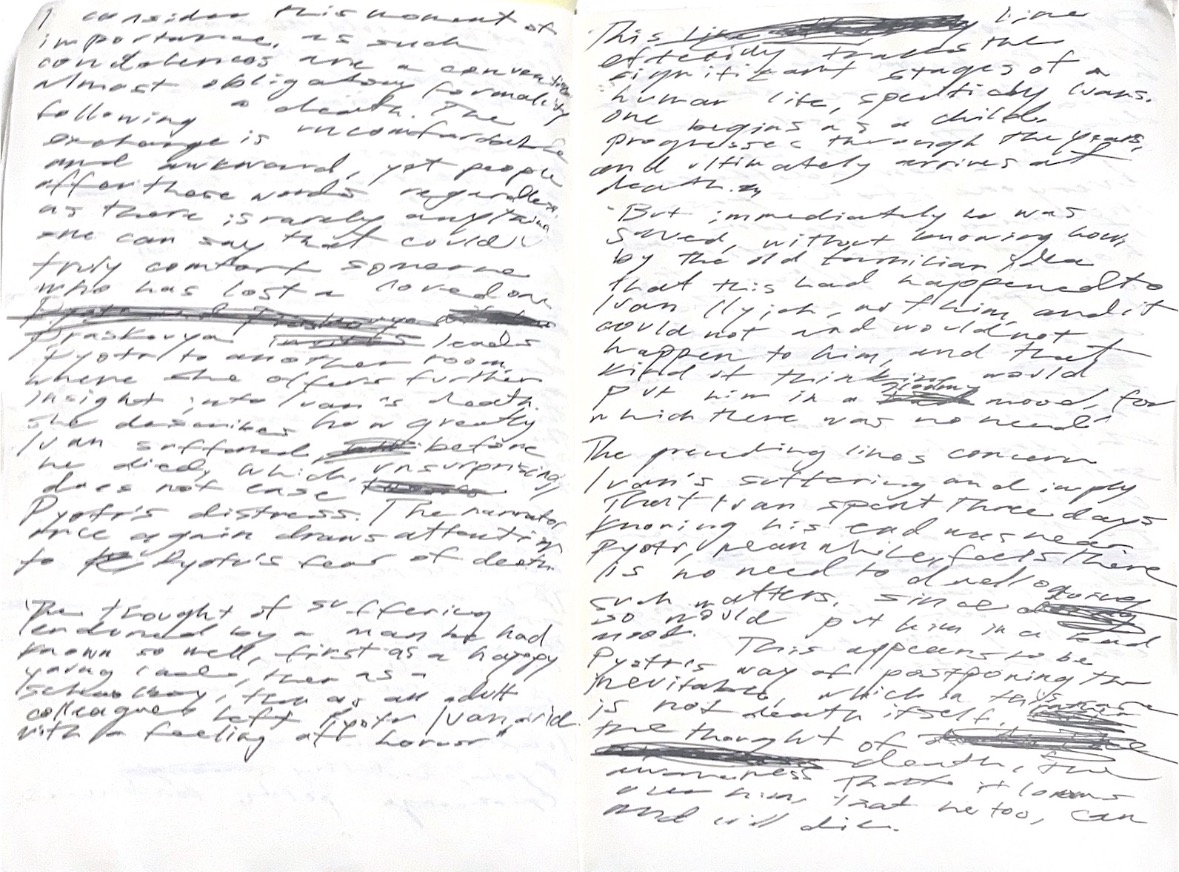 I consider this moment of
importance, as such
condolences are a convention
almost obligatory formality
following a death. The
exchange is uncomfortable
and awkward, yet people
offer these words regardless
as there is rarely anything
one can say that could
truly comfort someone
who has lost a loved one
Praskovya leads
Pyotr to another room,
where she offers further
insight into Ivan's death,
she describes how greatly
Ivan suffered before
he died, which unsurprising
does not ease
Pyotr's distress. The narrator
once again draws attention
to Pyotr's fear of death
"The thought of suffering
endured by a man he had
known so well, first as a happy
young lad, then as a
schoolboy, then as an adult
colleague left Pyotr Ivanovich
with a feeling of horror"
This line
effectively traces the
significant stages of a
human life, specificly Ivans.
one begins as a child,
progresses through the years,
and ultimately arrives at
death.
"But immediately he was
saved, without knowing how,
by the old familiar idea
that this had happened to
Ivan Ilyich, not him, and it
could not and would not
happen to him, and that
kind of thinking would
put him in a gloomy mood, for
which there was no need"
The preceding lines concern
Ivan's suffering and imply
That Ivan spent three days
knowing his end was near
Pyotr, meanwhile, feels there
is no need to dwell on
such matters, since
so would put him in a bad
mood. This appears to be
Pyotr's way of postponing the
inevitable, which in this
is not death itself,
the thought of death, the
awareness that it looms
over him, that he too, can
and will die.